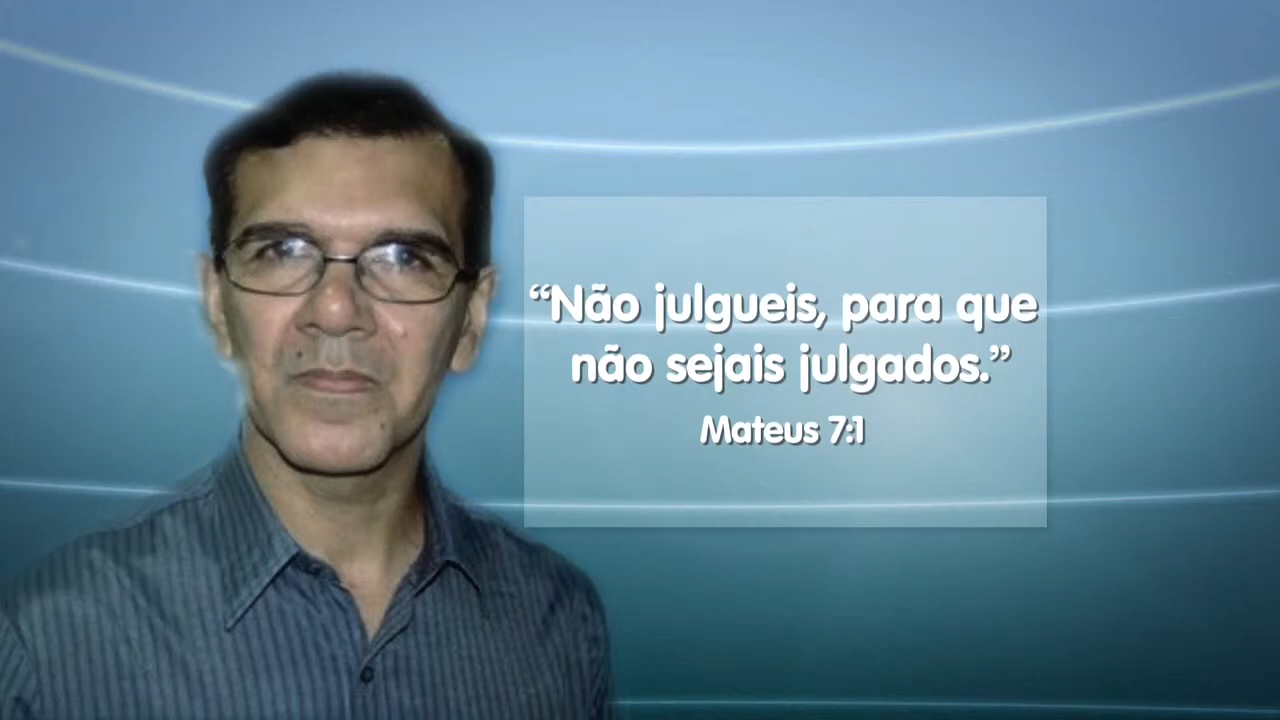 “Não julgueis, para que
não sejais julgados.”
Mateus 7:1